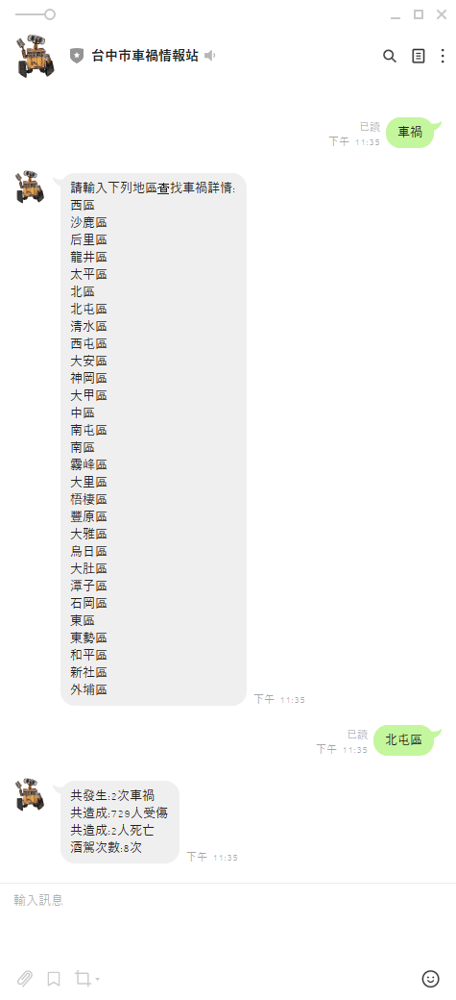 台中市車禍情報站
已讀
下午 11:35
車禍
請輸入下列地區查找車禍詳情:
西區
沙鹿區
后里區
龍井區
太平區
北區
北屯區
清水區
西屯區
大安區
神岡區
大甲區
中區
南屯區
南區
霧峰區
大里區
梧棲區
豐原區
大雅區
烏日區
大肚區
潭子區
石岡區
東區
東勢區
和平區
新社區
外埔區
下午 11:35
已讀
下午 11:35
北屯區
共發生:2次車禍
共造成:729人受傷
共造成:2人死亡
酒駕次數:8次
下午 11:35
輸入訊息